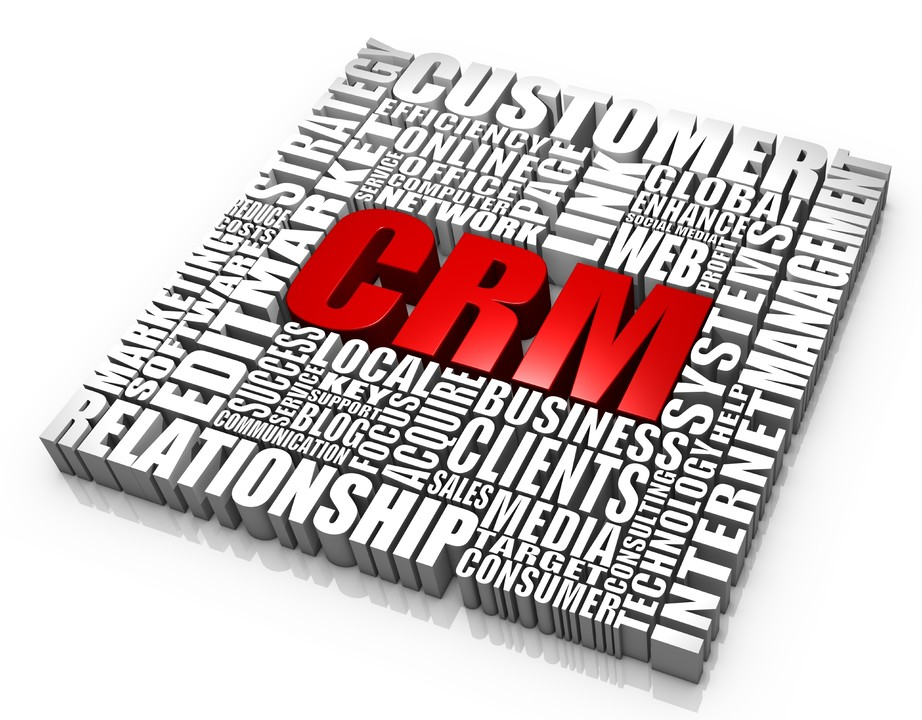 CUSTOMER
STRATEGY
EFFICIENCY
ONLINE
OFFICE
COMPUTER
NETWORK
SERVICE
PAGE
LINK
GLOBAL
ENHANCE
SOCIAL MEDIA
WEB
PROFIT
MANAGEMENT
SYSTEMS
MARKET
REDUCE
COSTS
MARKETING
SOFTWARE
EDIT
CRM
SUCCESS
SERVICE
LOCAL
KEY
SUPPORT
BLOG
COMMUNICATION
FOCUS
ACQUIRE
BUSINESS
CLIENTS
SALES
MEDIA
TARGET
CONSUMER
CONSULTING
TECHNOLOGY
HELP
INTERNET
RELATIONSHIP